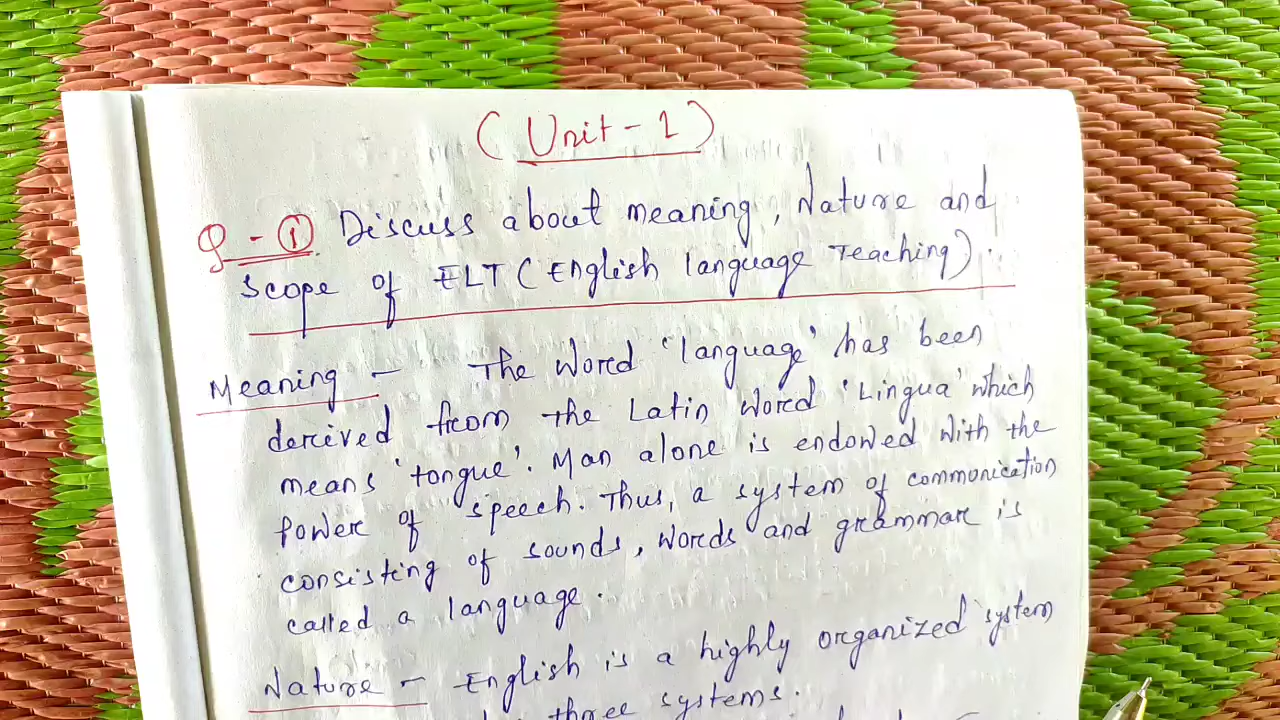 (Unit - 1)
Q - ① Discuss about meaning, Nature and
scope of ELT (English language Teaching).
Meaning - The word 'language' has been
derived from the Latin word 'Lingua' which
means 'tongue'. Man alone is endowed with the
power of speech. Thus, a system of communication
consisting of sounds, words and grammar is
called a language.
Nature - English is a highly organized system
three systems.